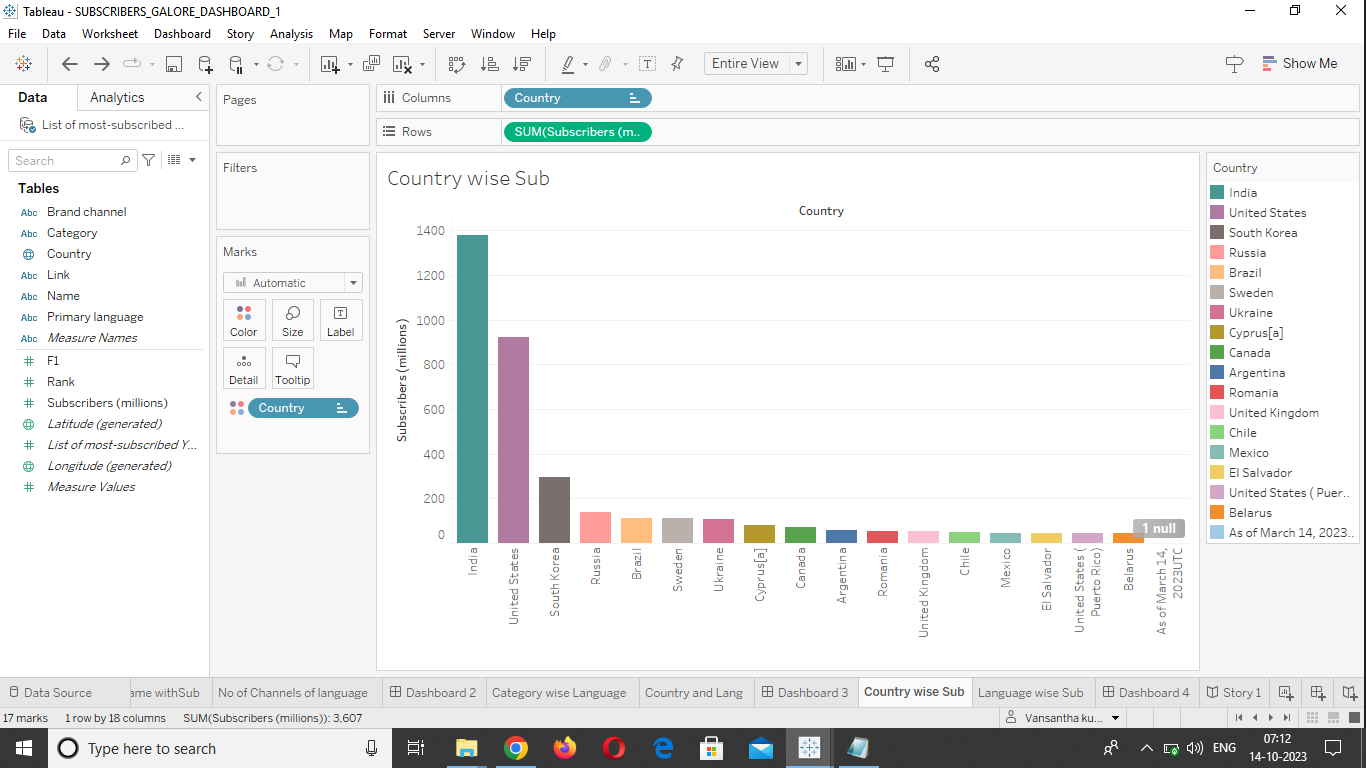 Tableau - SUBSCRIBERS_GALORE_DASHBOARD_1
File Data Worksheet Dashboard Story Analysis Map Format Server Window Help
Entire View
Show Me
Data Analytics
List of most-subscribed ...
Search
Tables
Abc Brand channel
Abc Category
Country
Abc Link
Abc Name
Abc Primary language
Abc Measure Names
F1
Rank
Subscribers (millions)
Latitude (generated)
List of most-subscribed Y...
Longitude (generated)
Measure Values
Pages
Filters
Marks
Automatic
Color Size Label
Detail Tooltip
Country
Columns Country
Rows SUM(Subscribers (m..
Country wise Sub
Country
Subscribers (millions)
1400
1200
1000
800
600
400
200
0
1 null
India
United States
South Korea
Russia
Brazil
Sweden
Ukraine
Cyprus[a]
Canada
Argentina
Romania
United Kingdom
Chile
Mexico
El Salvador
United States (
Puerto Rico)
Belarus
As of March 14,
2023UTC
Country
India
United States
South Korea
Russia
Brazil
Sweden
Ukraine
Cyprus[a]
Canada
Argentina
Romania
United Kingdom
Chile
Mexico
El Salvador
United States ( Puer..
Belarus
As of March 14, 2023..
Data Source ame withSub No of Channels of language Dashboard 2 Category wise Language Country and Lang Dashboard 3 Country wise Sub Language wise Sub Dashboard 4 Story 1
17 marks 1 row by 18 columns SUM(Subscribers (millions)): 3,607 Vansantha ku...
Type here to search
ENG
07:12
14-10-2023